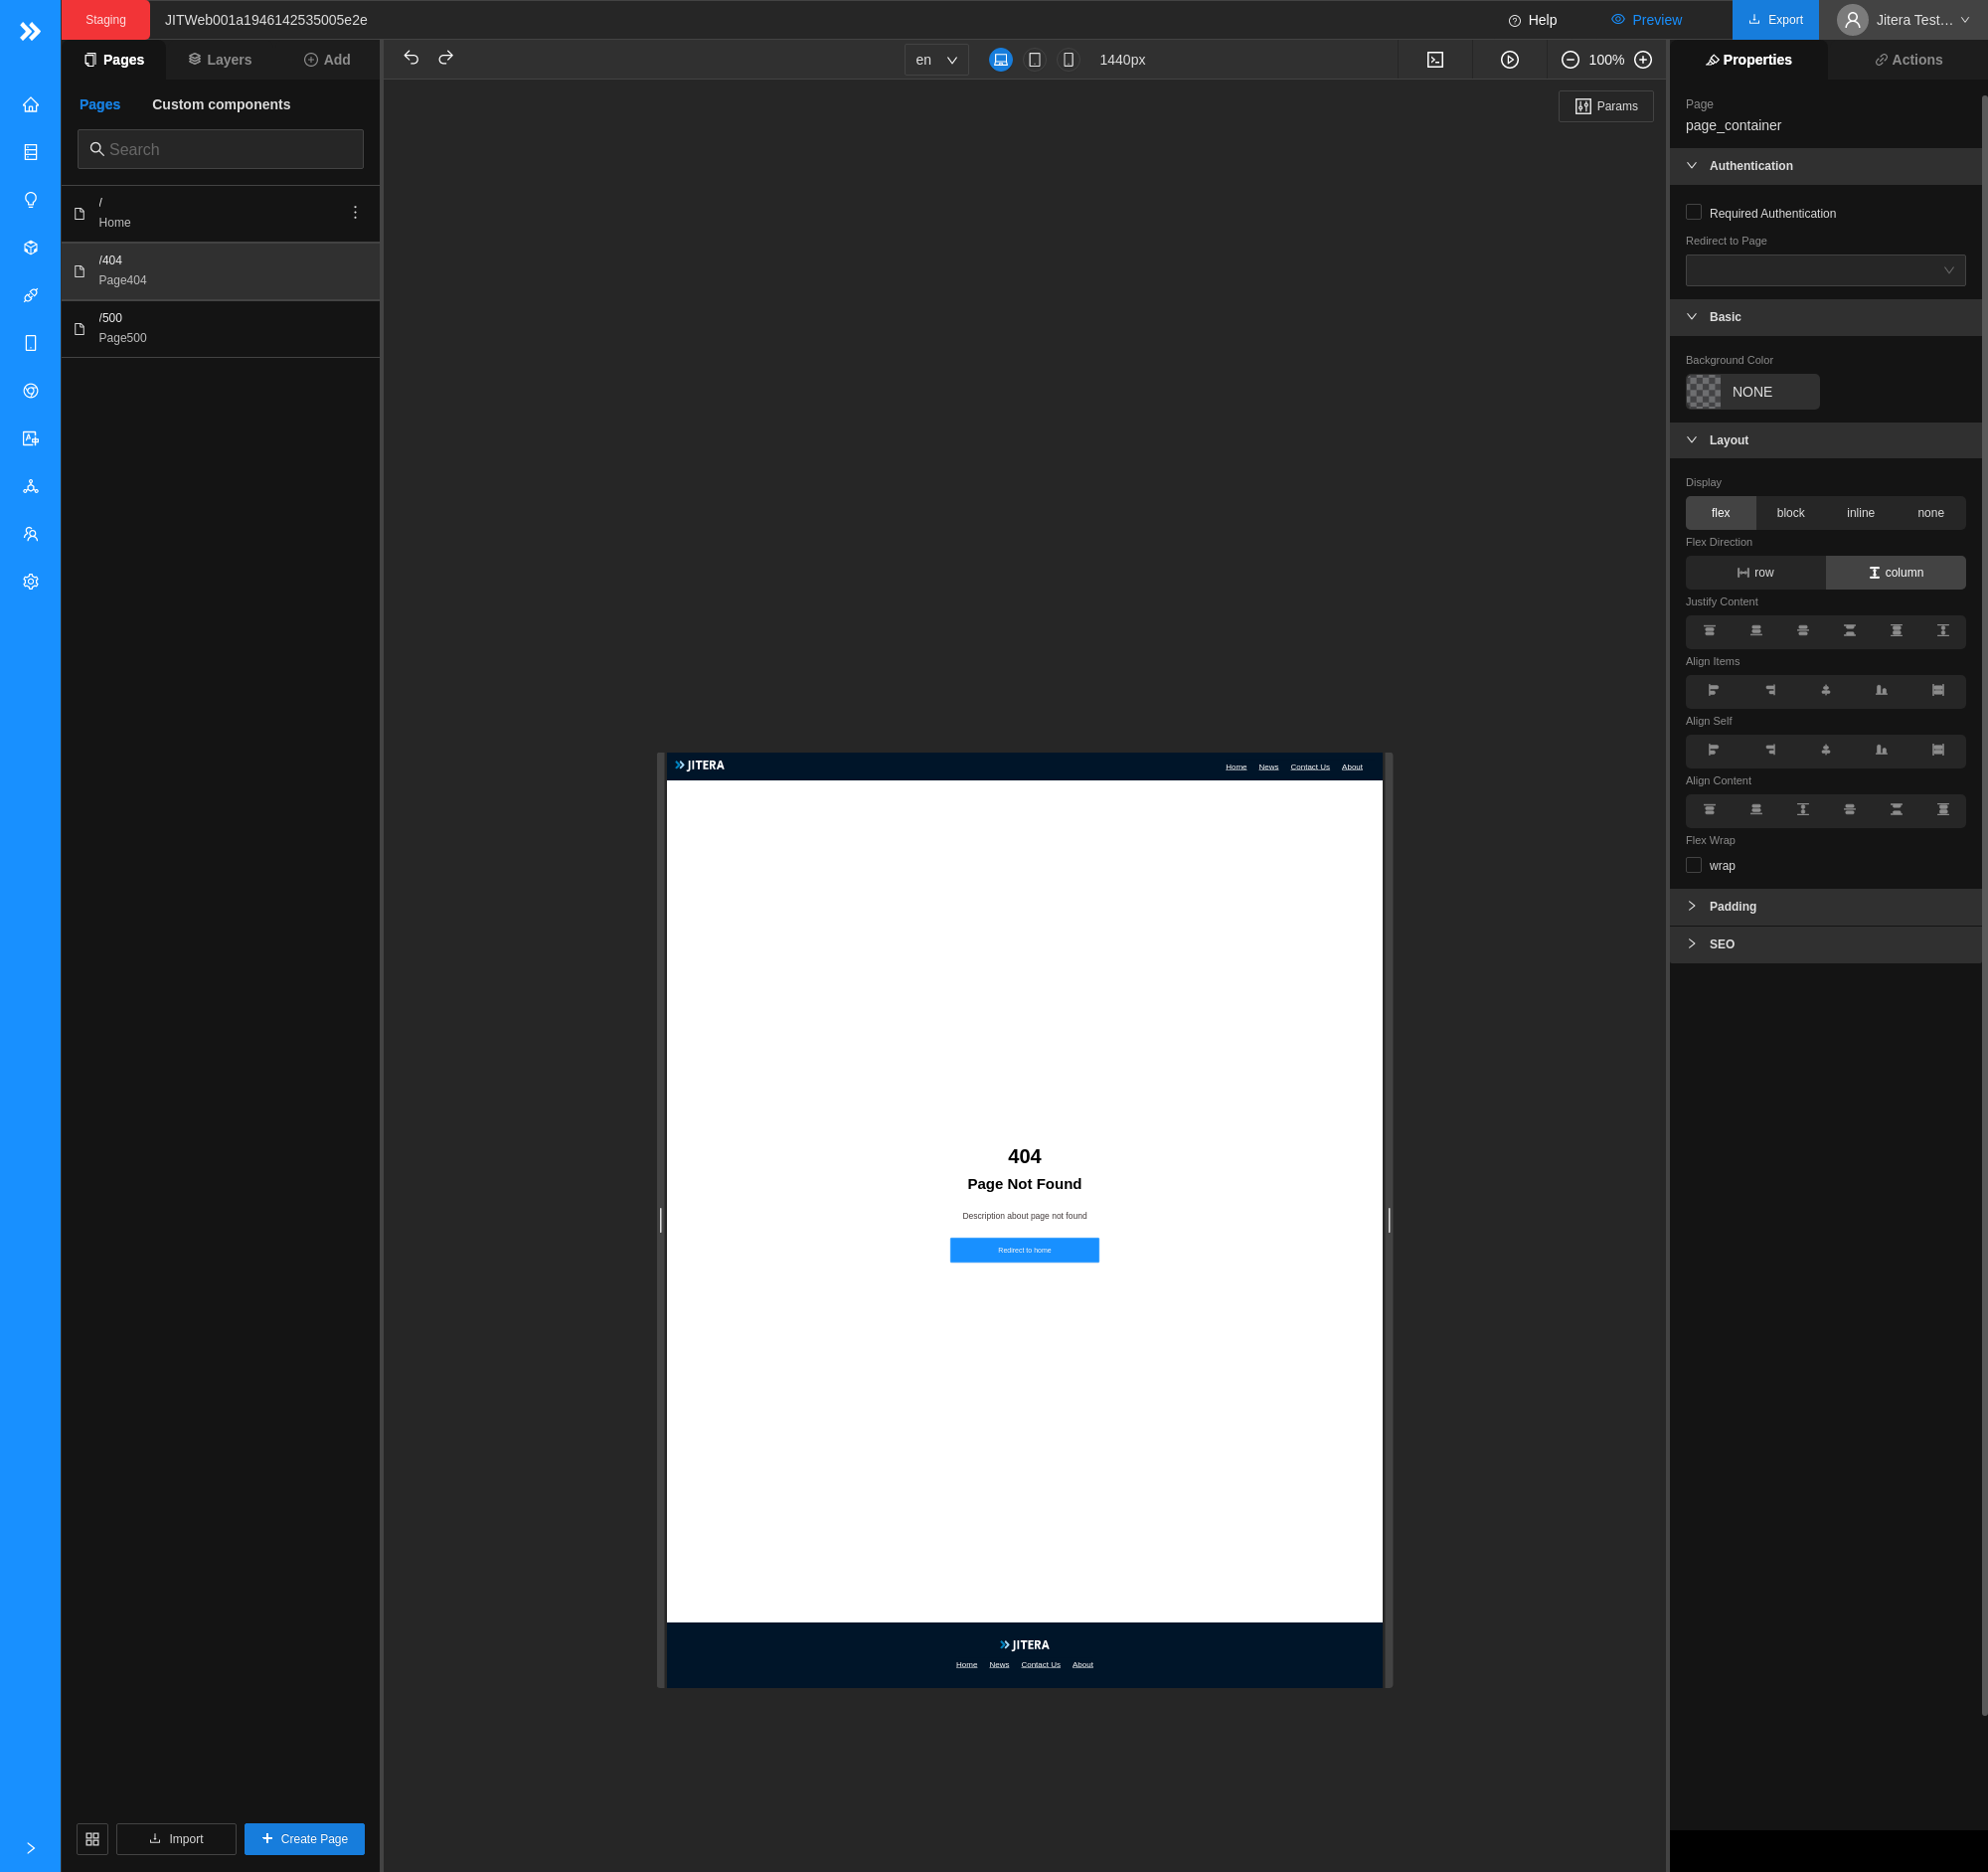 Staging
JITWeb001a1946142535005e2e
Help
Preview
Export
Jitera Test...
Pages
Layers
Add
en
1440px
100%
Properties
Actions
Pages
Custom components
Search
/
Home
/404
Page404
/500
Page500
Params
Page
page_container
Authentication
Required Authentication
Redirect to Page
Basic
Background Color
NONE
Layout
Display
flex
block
inline
none
Flex Direction
row
column
Justify Content
Align Items
Align Self
Align Content
Flex Wrap
wrap
Padding
SEO
JITERA
Home
News
Contact Us
About
404
Page Not Found
Description about page not found
Redirect to home
JITERA
Home
News
Contact Us
About
Import
Create Page